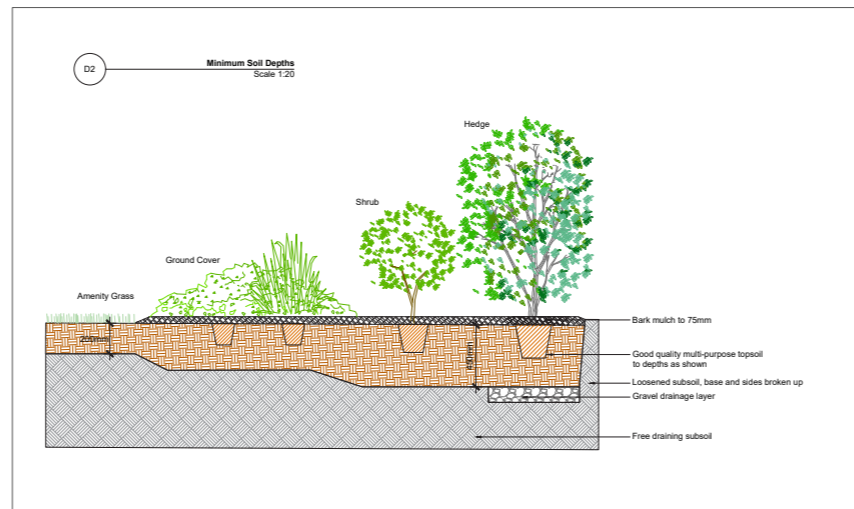 D2
Minimum Soil Depths
Scale 1:20
Hedge
Shrub
Ground Cover
Amenity Grass
200mm
Bark mulch to 75mm
Good quality multi-purpose topsoil
to depths as shown
Loosened subsoil, base and sides broken up
Gravel drainage layer
Free draining subsoil